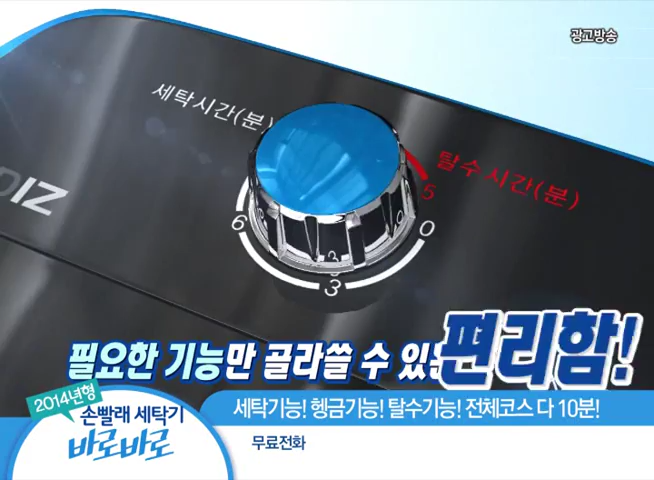 광고방송
세탁시간(분)
탈수시간(분)
5
0
3
6
DIZ
필요한 기능만 골라쓸 수 있는 편리함!
2014년형
손빨래 세탁기
바로바로
세탁기능! 헹굼기능! 탈수기능! 전체코스 다 10분!
무료전화